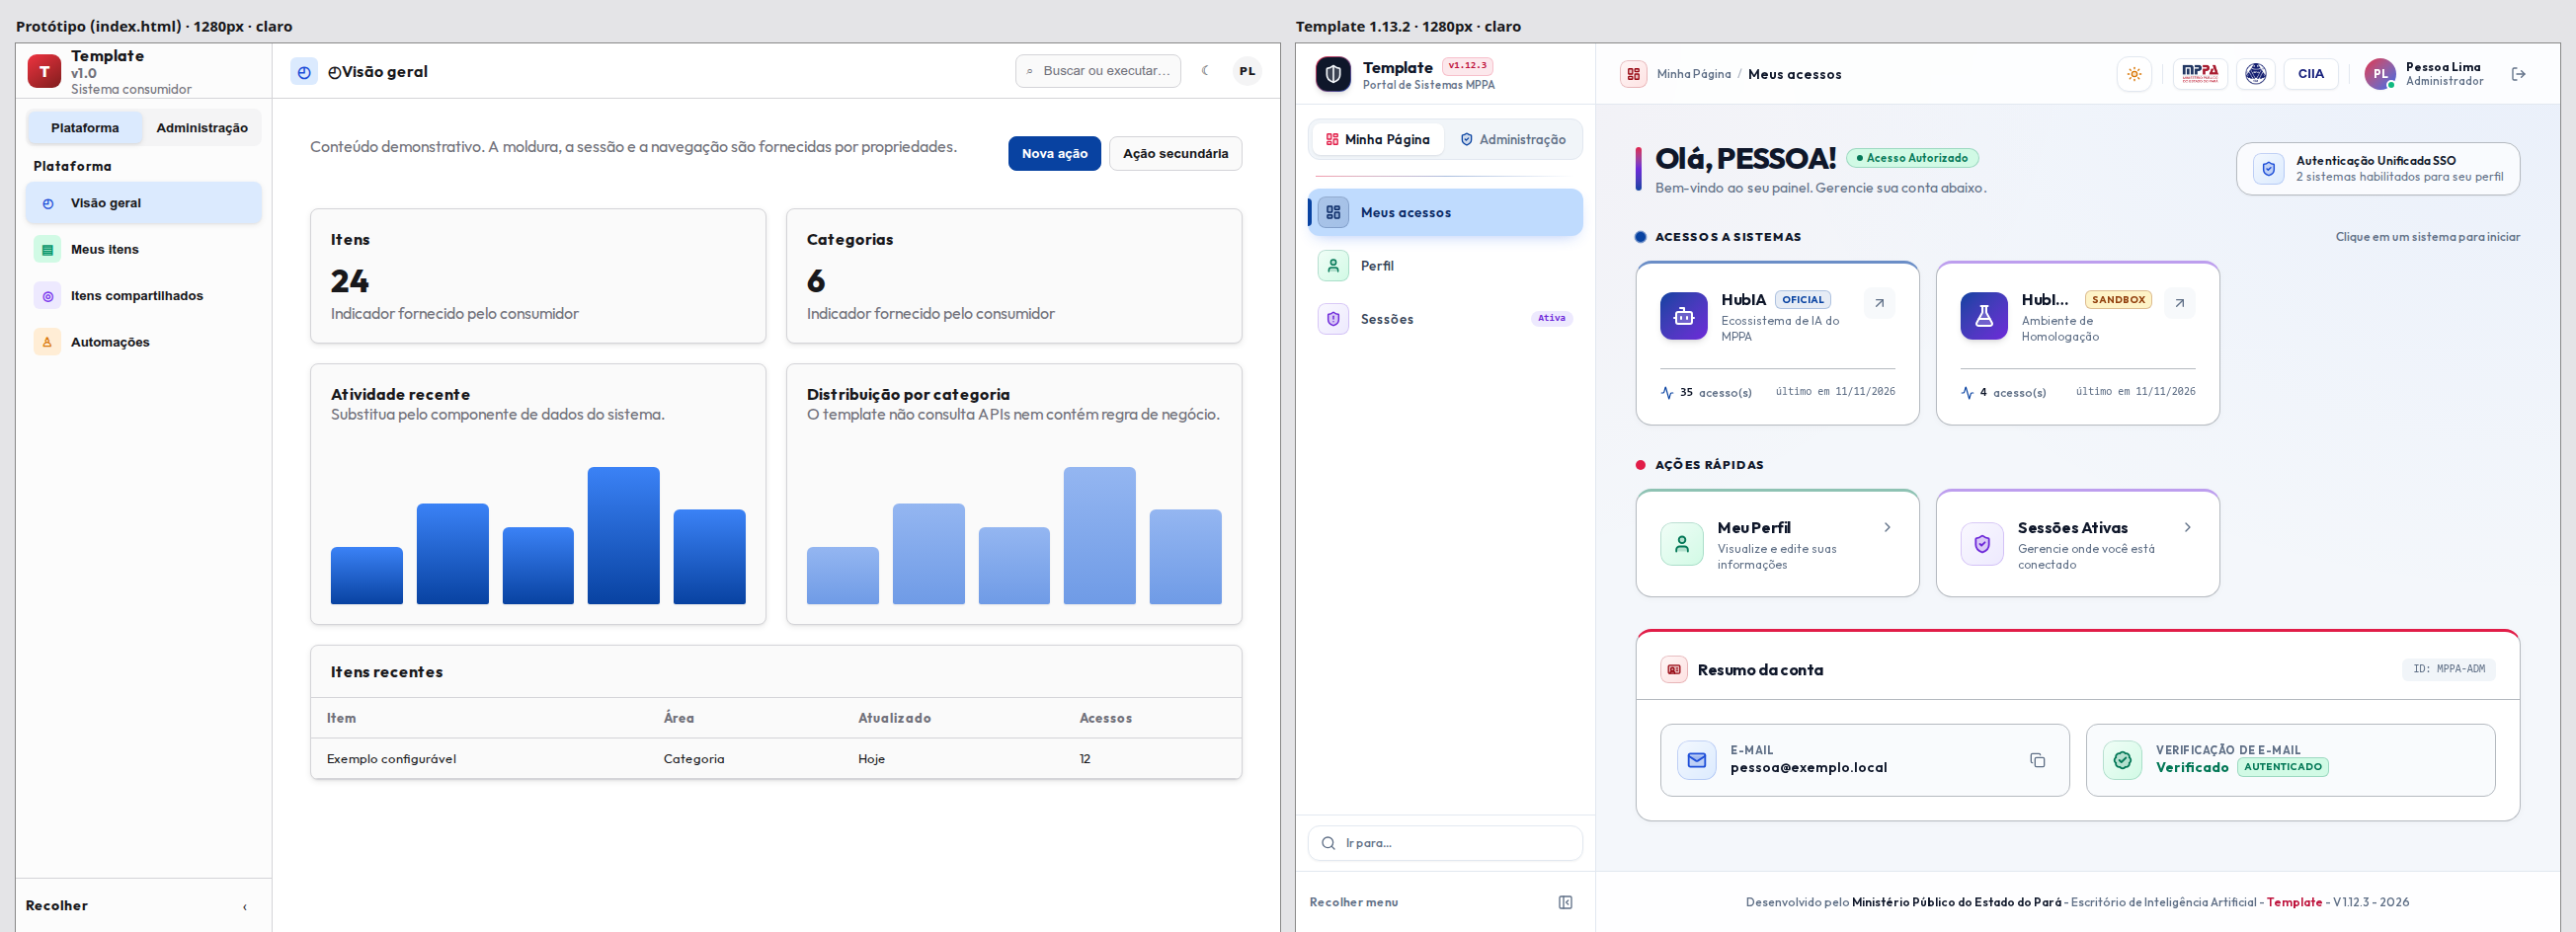 Protótipo (index.html) · 1280px · claro
T
Template
v1.0
Sistema consumidor
Plataforma
Administração
Plataforma
Visão geral
Meus itens
Itens compartilhados
Automações
Recolher
Visão geral
Buscar ou executar…
PL
Conteúdo demonstrativo. A moldura, a sessão e a navegação são fornecidas por propriedades.
Nova ação
Ação secundária
Itens
24
Indicador fornecido pelo consumidor
Categorias
6
Indicador fornecido pelo consumidor
Atividade recente
Substitua pelo componente de dados do sistema.
Distribuição por categoria
O template não consulta APIs nem contém regra de negócio.
Itens recentes
Item Área Atualizado Acessos
Exemplo configurável Categoria Hoje 12
Template 1.13.2 · 1280px · claro
Template v1.12.3
Portal de Sistemas MPPA
Minha Página
Administração
Meus acessos
Perfil
Sessões Ativa
Ir para...
Recolher menu
Minha Página / Meus acessos
MPPA
CIIA
PL
Pessoa Lima
Administrador
Olá, PESSOA! Acesso Autorizado
Bem-vindo ao seu painel. Gerencie sua conta abaixo.
Autenticação Unificada SSO
2 sistemas habilitados para seu perfil
ACESSOS A SISTEMAS
Clique em um sistema para iniciar
HubIA OFICIAL
Ecossistema de IA do
MPPA
35 acesso(s) último em 11/11/2026
HubI... SANDBOX
Ambiente de
Homologação
4 acesso(s) último em 11/11/2026
AÇÕES RÁPIDAS
Meu Perfil
Visualize e edite suas
informações
Sessões Ativas
Gerencie onde você está
conectado
Resumo da conta
ID: MPPA-ADM
E-MAIL
pessoa@exemplo.local
VERIFICAÇÃO DE E-MAIL
Verificado AUTENTICADO
Desenvolvido pelo Ministério Público do Estado do Pará - Escritório de Inteligência Artificial - Template - V1.12.3 - 2026